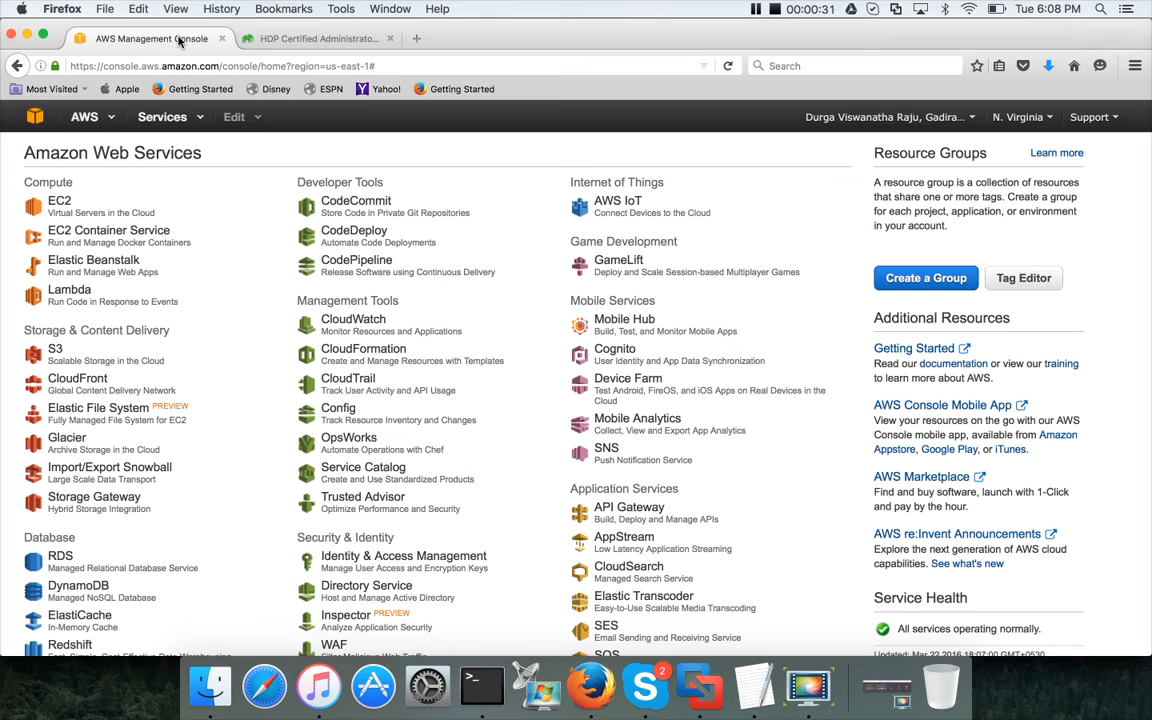 Firefox File Edit View History Bookmarks Tools Window Help 00:00:31 Tue 6:08 PM
AWS Management Console HDP Certified Administrato...
https://console.aws.amazon.com/console/home?region=us-east-1# Search
Most Visited Apple Getting Started Disney ESPN Yahoo! Getting Started
AWS Services Edit Durga Viswanatha Raju, Gadira... N. Virginia Support
Amazon Web Services
Compute
EC2
Virtual Servers in the Cloud
EC2 Container Service
Run and Manage Docker Containers
Elastic Beanstalk
Run and Manage Web Apps
Lambda
Run Code in Response to Events
Storage & Content Delivery
S3
Scalable Storage in the Cloud
CloudFront
Global Content Delivery Network
Elastic File System PREVIEW
Fully Managed File System for EC2
Glacier
Archive Storage in the Cloud
Import/Export Snowball
Large Scale Data Transport
Storage Gateway
Hybrid Storage Integration
Database
RDS
Managed Relational Database Service
DynamoDB
Managed NoSQL Database
ElastiCache
In-Memory Cache
Redshift
Developer Tools
CodeCommit
Store Code in Private Git Repositories
CodeDeploy
Automate Code Deployments
CodePipeline
Release Software using Continuous Delivery
Management Tools
CloudWatch
Monitor Resources and Applications
CloudFormation
Create and Manage Resources with Templates
CloudTrail
Track User Activity and API Usage
Config
Track Resource Inventory and Changes
OpsWorks
Automate Operations with Chef
Service Catalog
Create and Use Standardized Products
Trusted Advisor
Optimize Performance and Security
Security & Identity
Identity & Access Management
Manage User Access and Encryption Keys
Directory Service
Host and Manage Active Directory
Inspector PREVIEW
Analyze Application Security
WAF
Internet of Things
AWS IoT
Connect Devices to the Cloud
Game Development
GameLift
Deploy and Scale Session-based Multiplayer Games
Mobile Services
Mobile Hub
Build, Test, and Monitor Mobile Apps
Cognito
User Identity and App Data Synchronization
Device Farm
Test Android, FireOS, and iOS Apps on Real Devices in the
Cloud
Mobile Analytics
Collect, View and Export App Analytics
SNS
Push Notification Service
Application Services
API Gateway
Build, Deploy and Manage APIs
AppStream
Low Latency Application Streaming
CloudSearch
Managed Search Service
Elastic Transcoder
Easy-to-Use Scalable Media Transcoding
SES
Email Sending and Receiving Service
SQS
Resource Groups Learn more
A resource group is a collection of resources
that share one or more tags. Create a group
for each project, application, or environment
in your account.
Create a Group Tag Editor
Additional Resources
Getting Started
Read our documentation or view our training
to learn more about AWS.
AWS Console Mobile App
View your resources on the go with our AWS
Console mobile app, available from Amazon
Appstore, Google Play, or iTunes.
AWS Marketplace
Find and buy software, launch with 1-Click
and pay by the hour.
AWS re:Invent Announcements
Explore the next generation of AWS cloud
capabilities. See what's new
Service Health
All services operating normally.
Updated: Mar 22 2016 18:07:00 GMT+0530
2